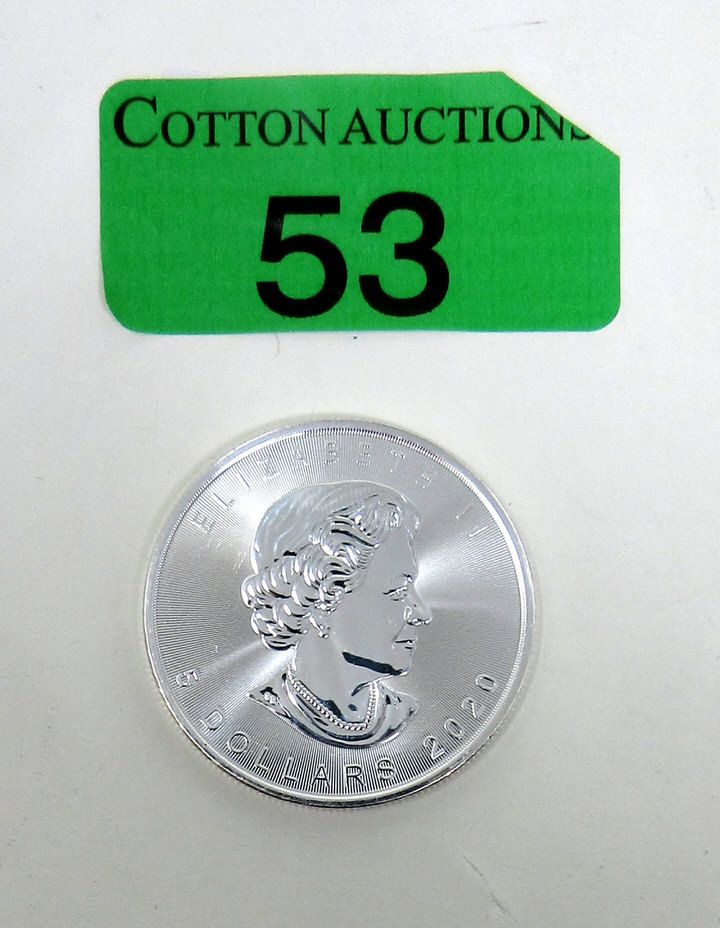 COTTON AUCTIONS
53
ELIZABETH II
5 DOLLARS 2020